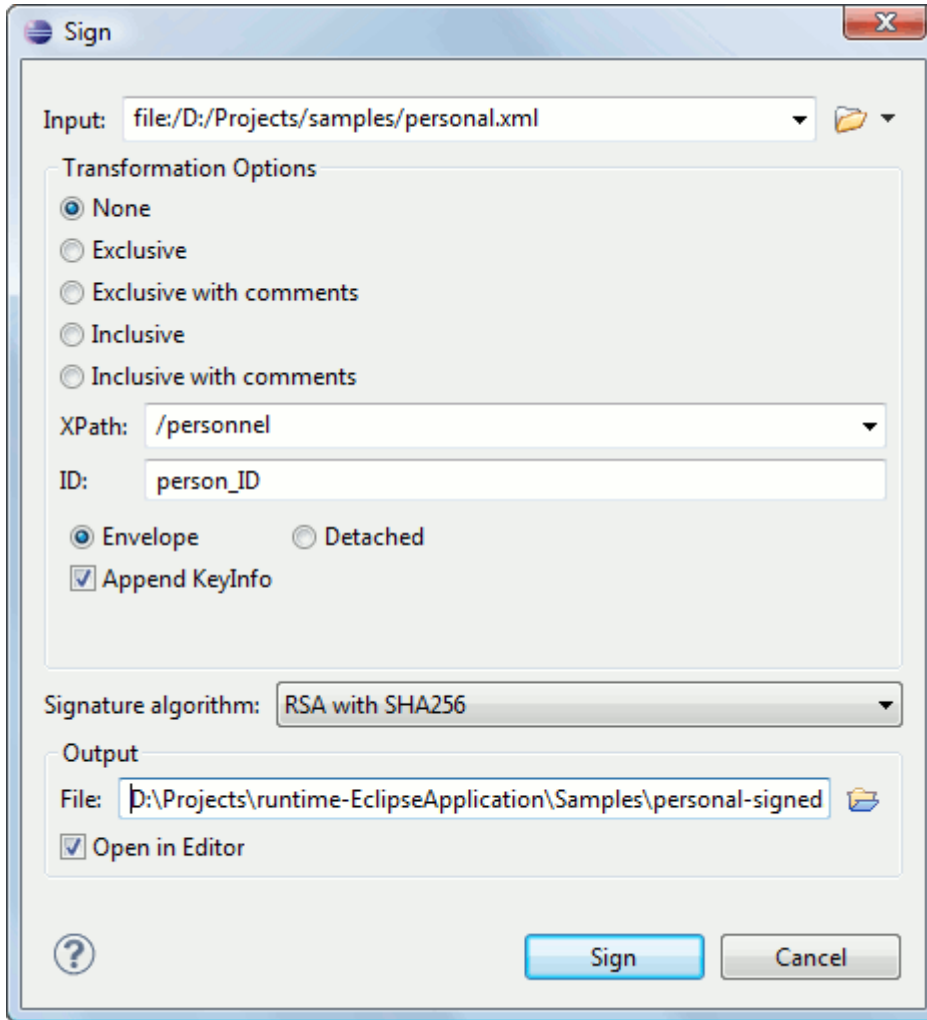 Sign
Input: file:/D:/Projects/samples/personal.xml
Transformation Options
None
Exclusive
Exclusive with comments
Inclusive
Inclusive with comments
XPath: /personnel
ID: person_ID
Envelope Detached
Append KeyInfo
Signature algorithm: RSA with SHA256
Output
File: D:\Projects\runtime-EclipseApplication\Samples\personal-signed
Open in Editor
? Sign Cancel